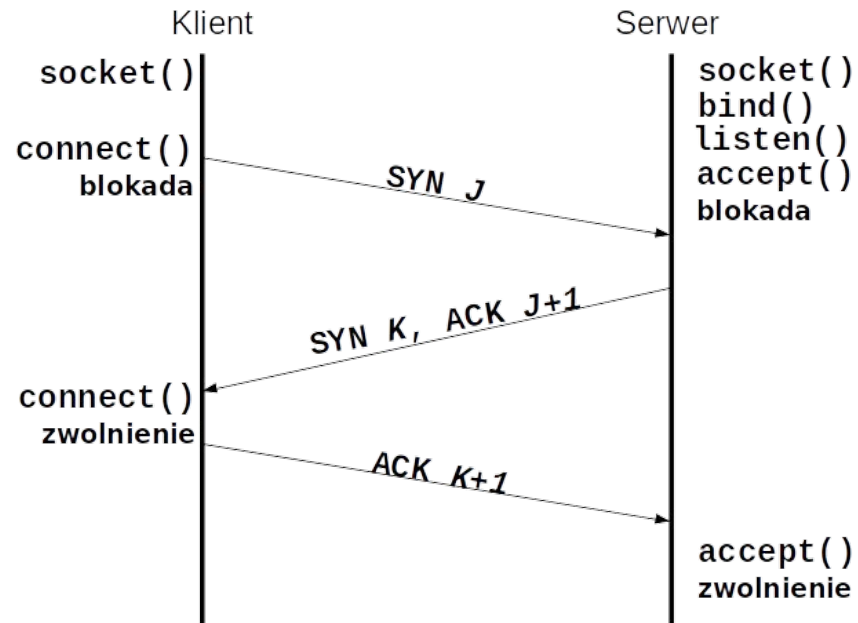 Klient
Serwer
socket()
connect()
blokada
socket()
bind()
listen()
accept()
blokada
SYN J
SYN K, ACK J+1
connect()
zwolnienie
ACK K+1
accept()
zwolnienie